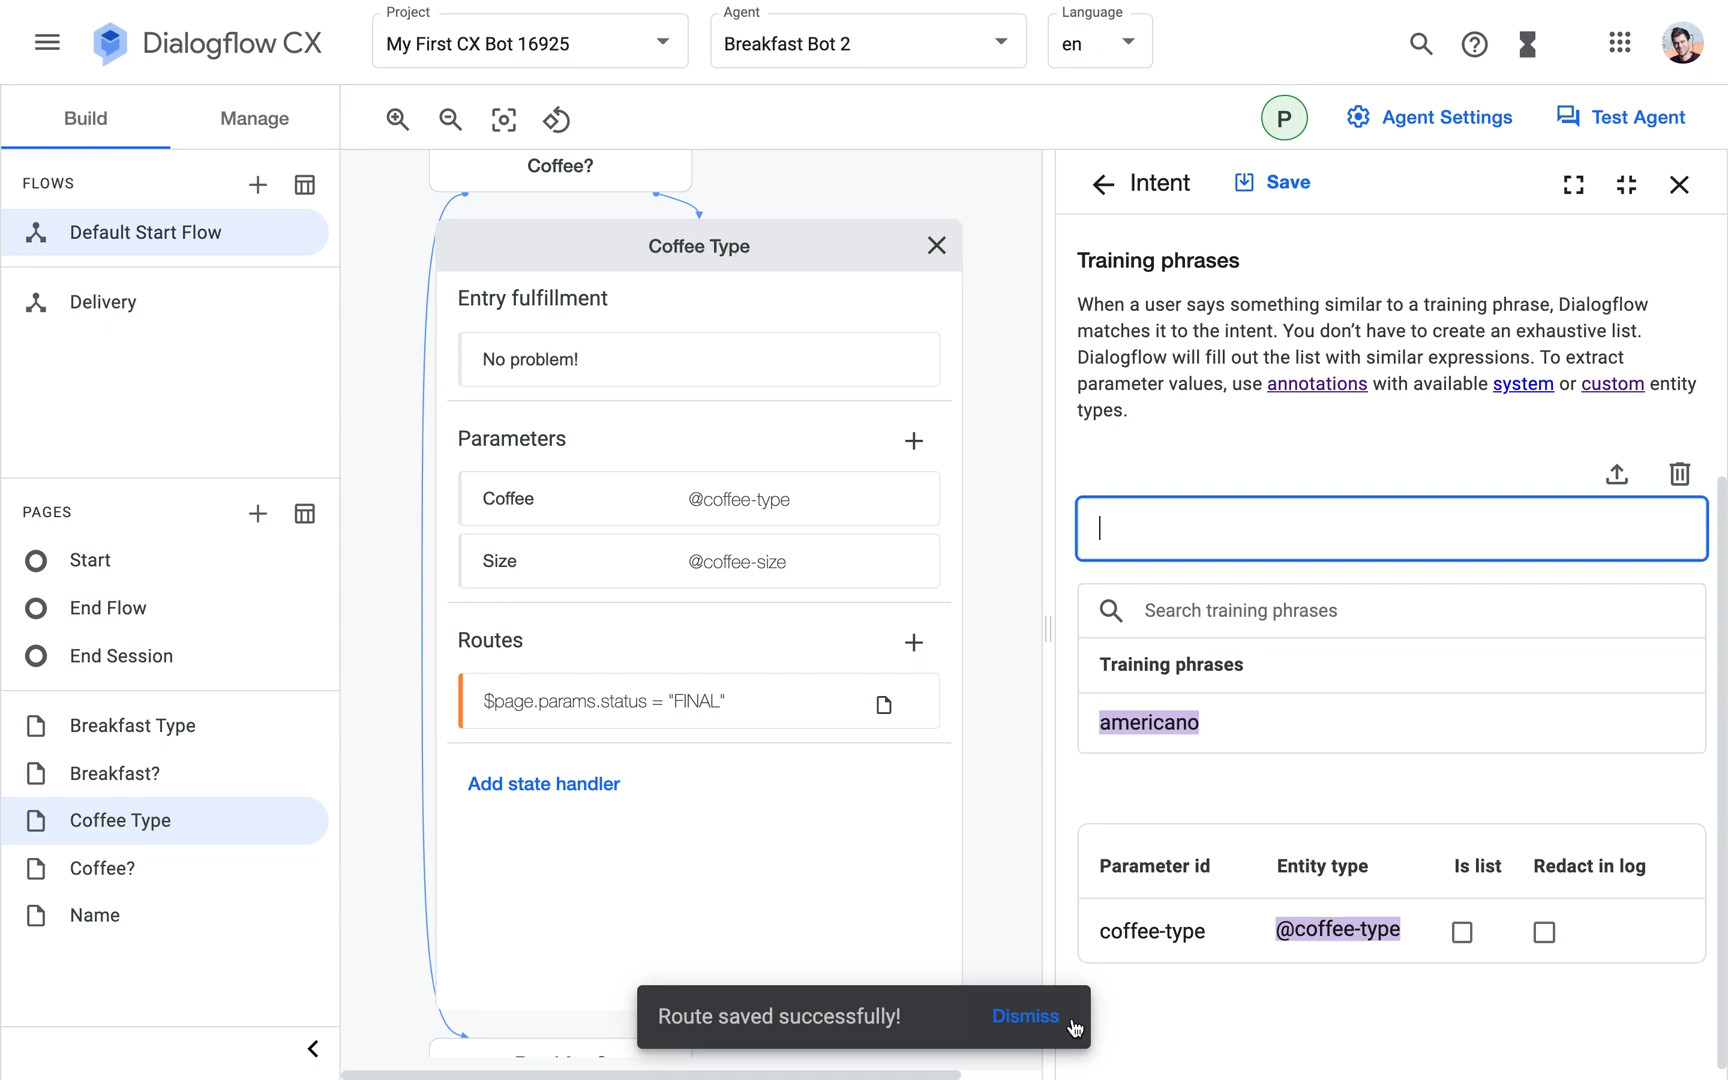 Dialogflow CX
Project
My First CX Bot 16925
Agent
Breakfast Bot 2
Language
en
Build
Manage
P
Agent Settings
Test Agent
FLOWS
Default Start Flow
Delivery
PAGES
Start
End Flow
End Session
Breakfast Type
Breakfast?
Coffee Type
Coffee?
Name
Coffee?
Coffee Type
Entry fulfillment
No problem!
Parameters
Coffee @coffee-type
Size @coffee-size
Routes
$page.params.status = "FINAL"
Add state handler
Intent
Save
Training phrases
When a user says something similar to a training phrase, Dialogflow
matches it to the intent. You don't have to create an exhaustive list.
Dialogflow will fill out the list with similar expressions. To extract
parameter values, use annotations with available system or custom entity
types.
Search training phrases
Training phrases
americano
Parameter id Entity type Is list Redact in log
coffee-type @coffee-type
Route saved successfully! Dismiss